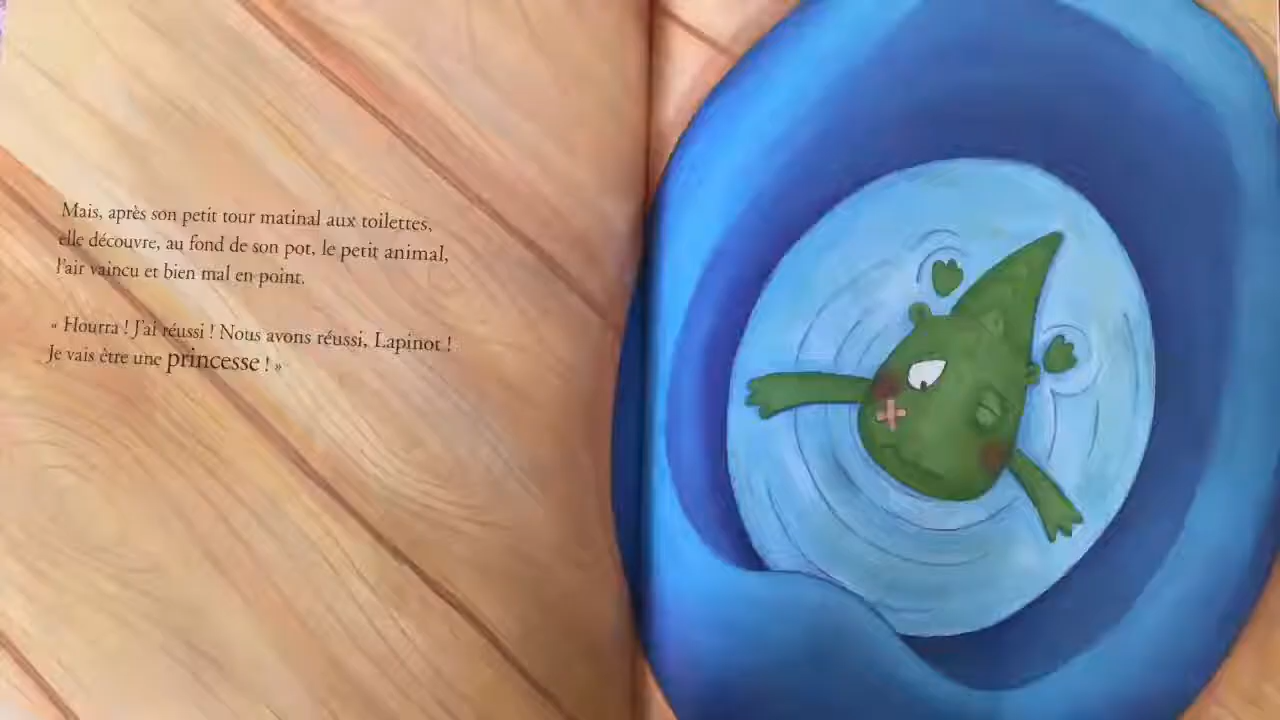 Mais, après son petit tour matinal aux toilettes,
elle découvre, au fond de son pot, le petit animal,
l'air vaincu et bien mal en point.
« Hourra ! J'ai réussi ! Nous avons réussi, Lapinot !
Je vais être une princesse ! »